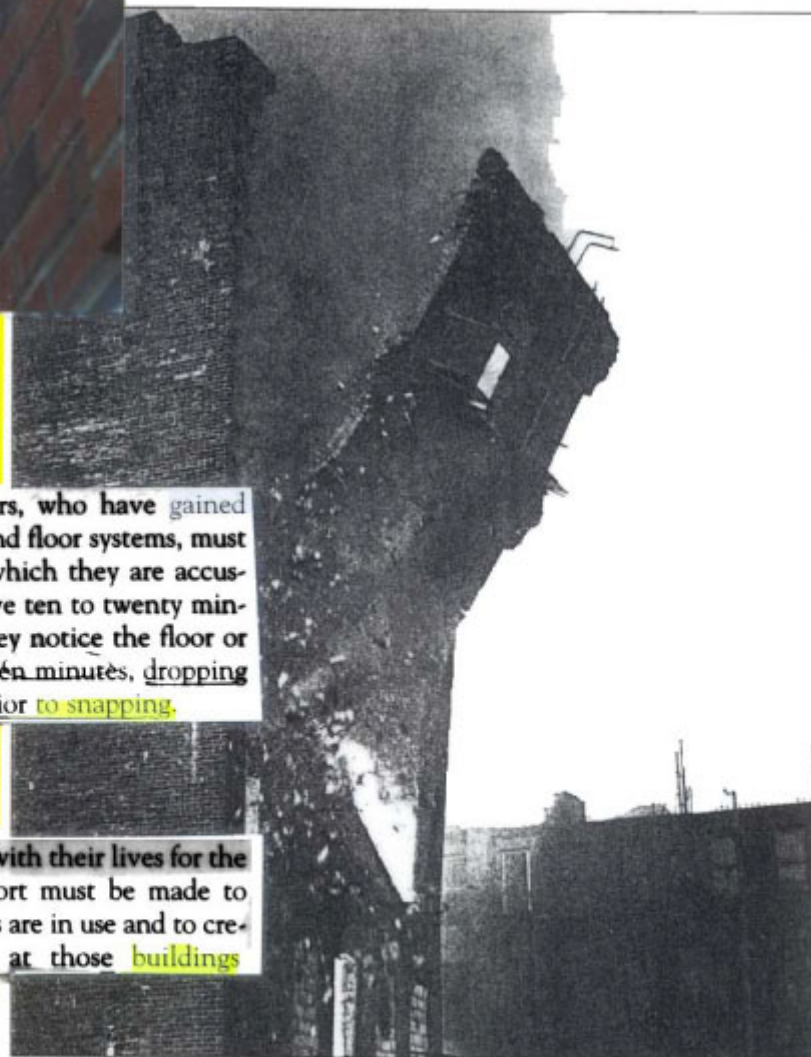 rs, who have gained
nd floor systems, must
which they are accus-
ve ten to twenty min-
ey notice the floor or
en minutes, dropping
ior to snapping.
with their lives for the
ort must be made to
s are in use and to cre-
at those buildings